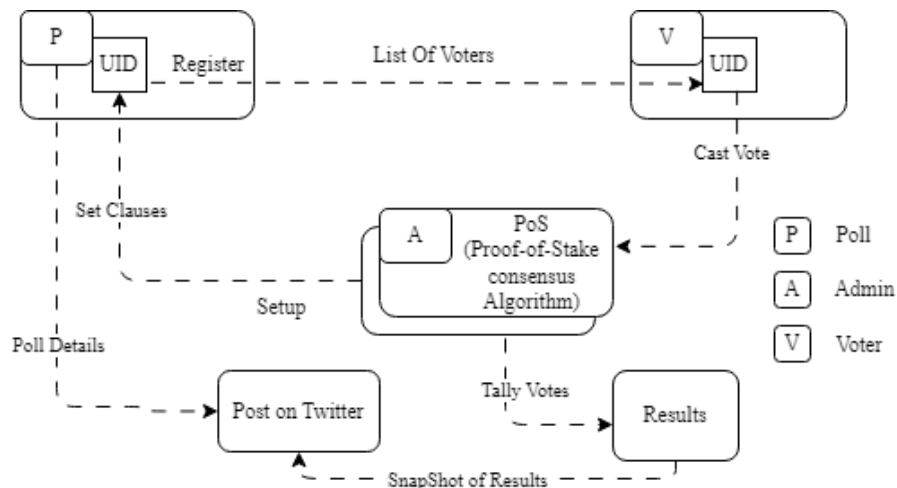 P
UID
Register
List Of Voters
V
UID
Cast Vote
Set Clauses
A
PoS
(Proof-of-Stake
consensus
Algorithm)
Setup
P Poll
A Admin
V Voter
Poll Details
Post on Twitter
Tally Votes
Results
SnapShot of Results